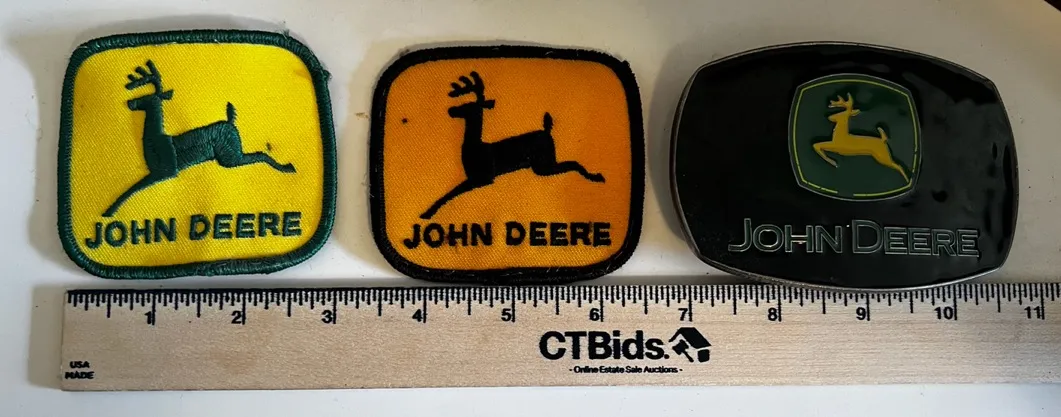 JOHN DEERE
JOHN DEERE
JOHN DEERE
1 2 3 4 5 6 7 8 9 10 11
CTBids.
- Online Estate Sale Auctions. -
USA
MADE